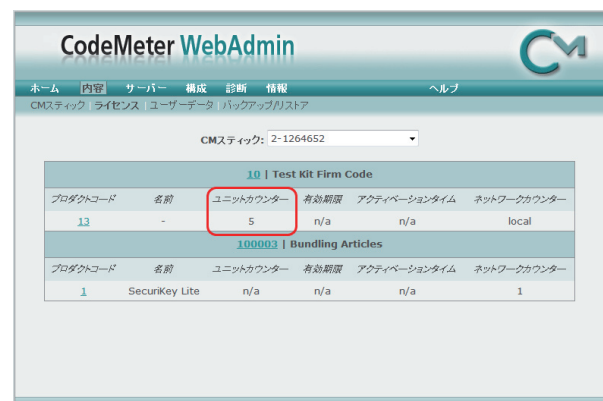 CodeMeter WebAdmin
CM
ホーム 内容 サーバー 構成 診断 情報 ヘルプ
CMスティック | ライセンス | ユーザーデータ | バックアップ/リストア
CMスティック: 2-1264652
10 | Test Kit Firm Code
プロダクトコード 名前 ユニットカウンター 有効期限 アクティベーションタイム ネットワークカウンター
13 - 5 n/a n/a local
100003 | Bundling Articles
プロダクトコード 名前 ユニットカウンター 有効期限 アクティベーションタイム ネットワークカウンター
1 SecuriKey Lite n/a n/a n/a 1